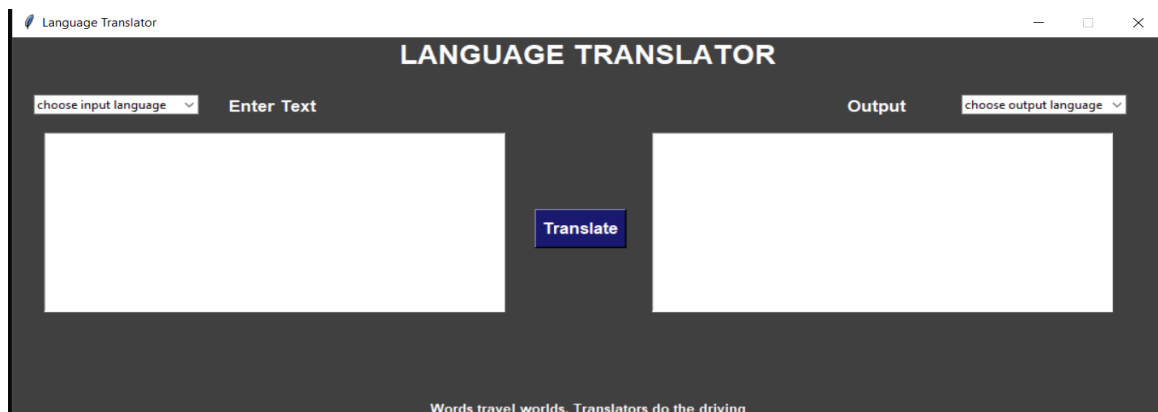 Language Translator
LANGUAGE TRANSLATOR
choose input language
Enter Text
Output
choose output language
Translate
Words travel worlds. Translators do the driving